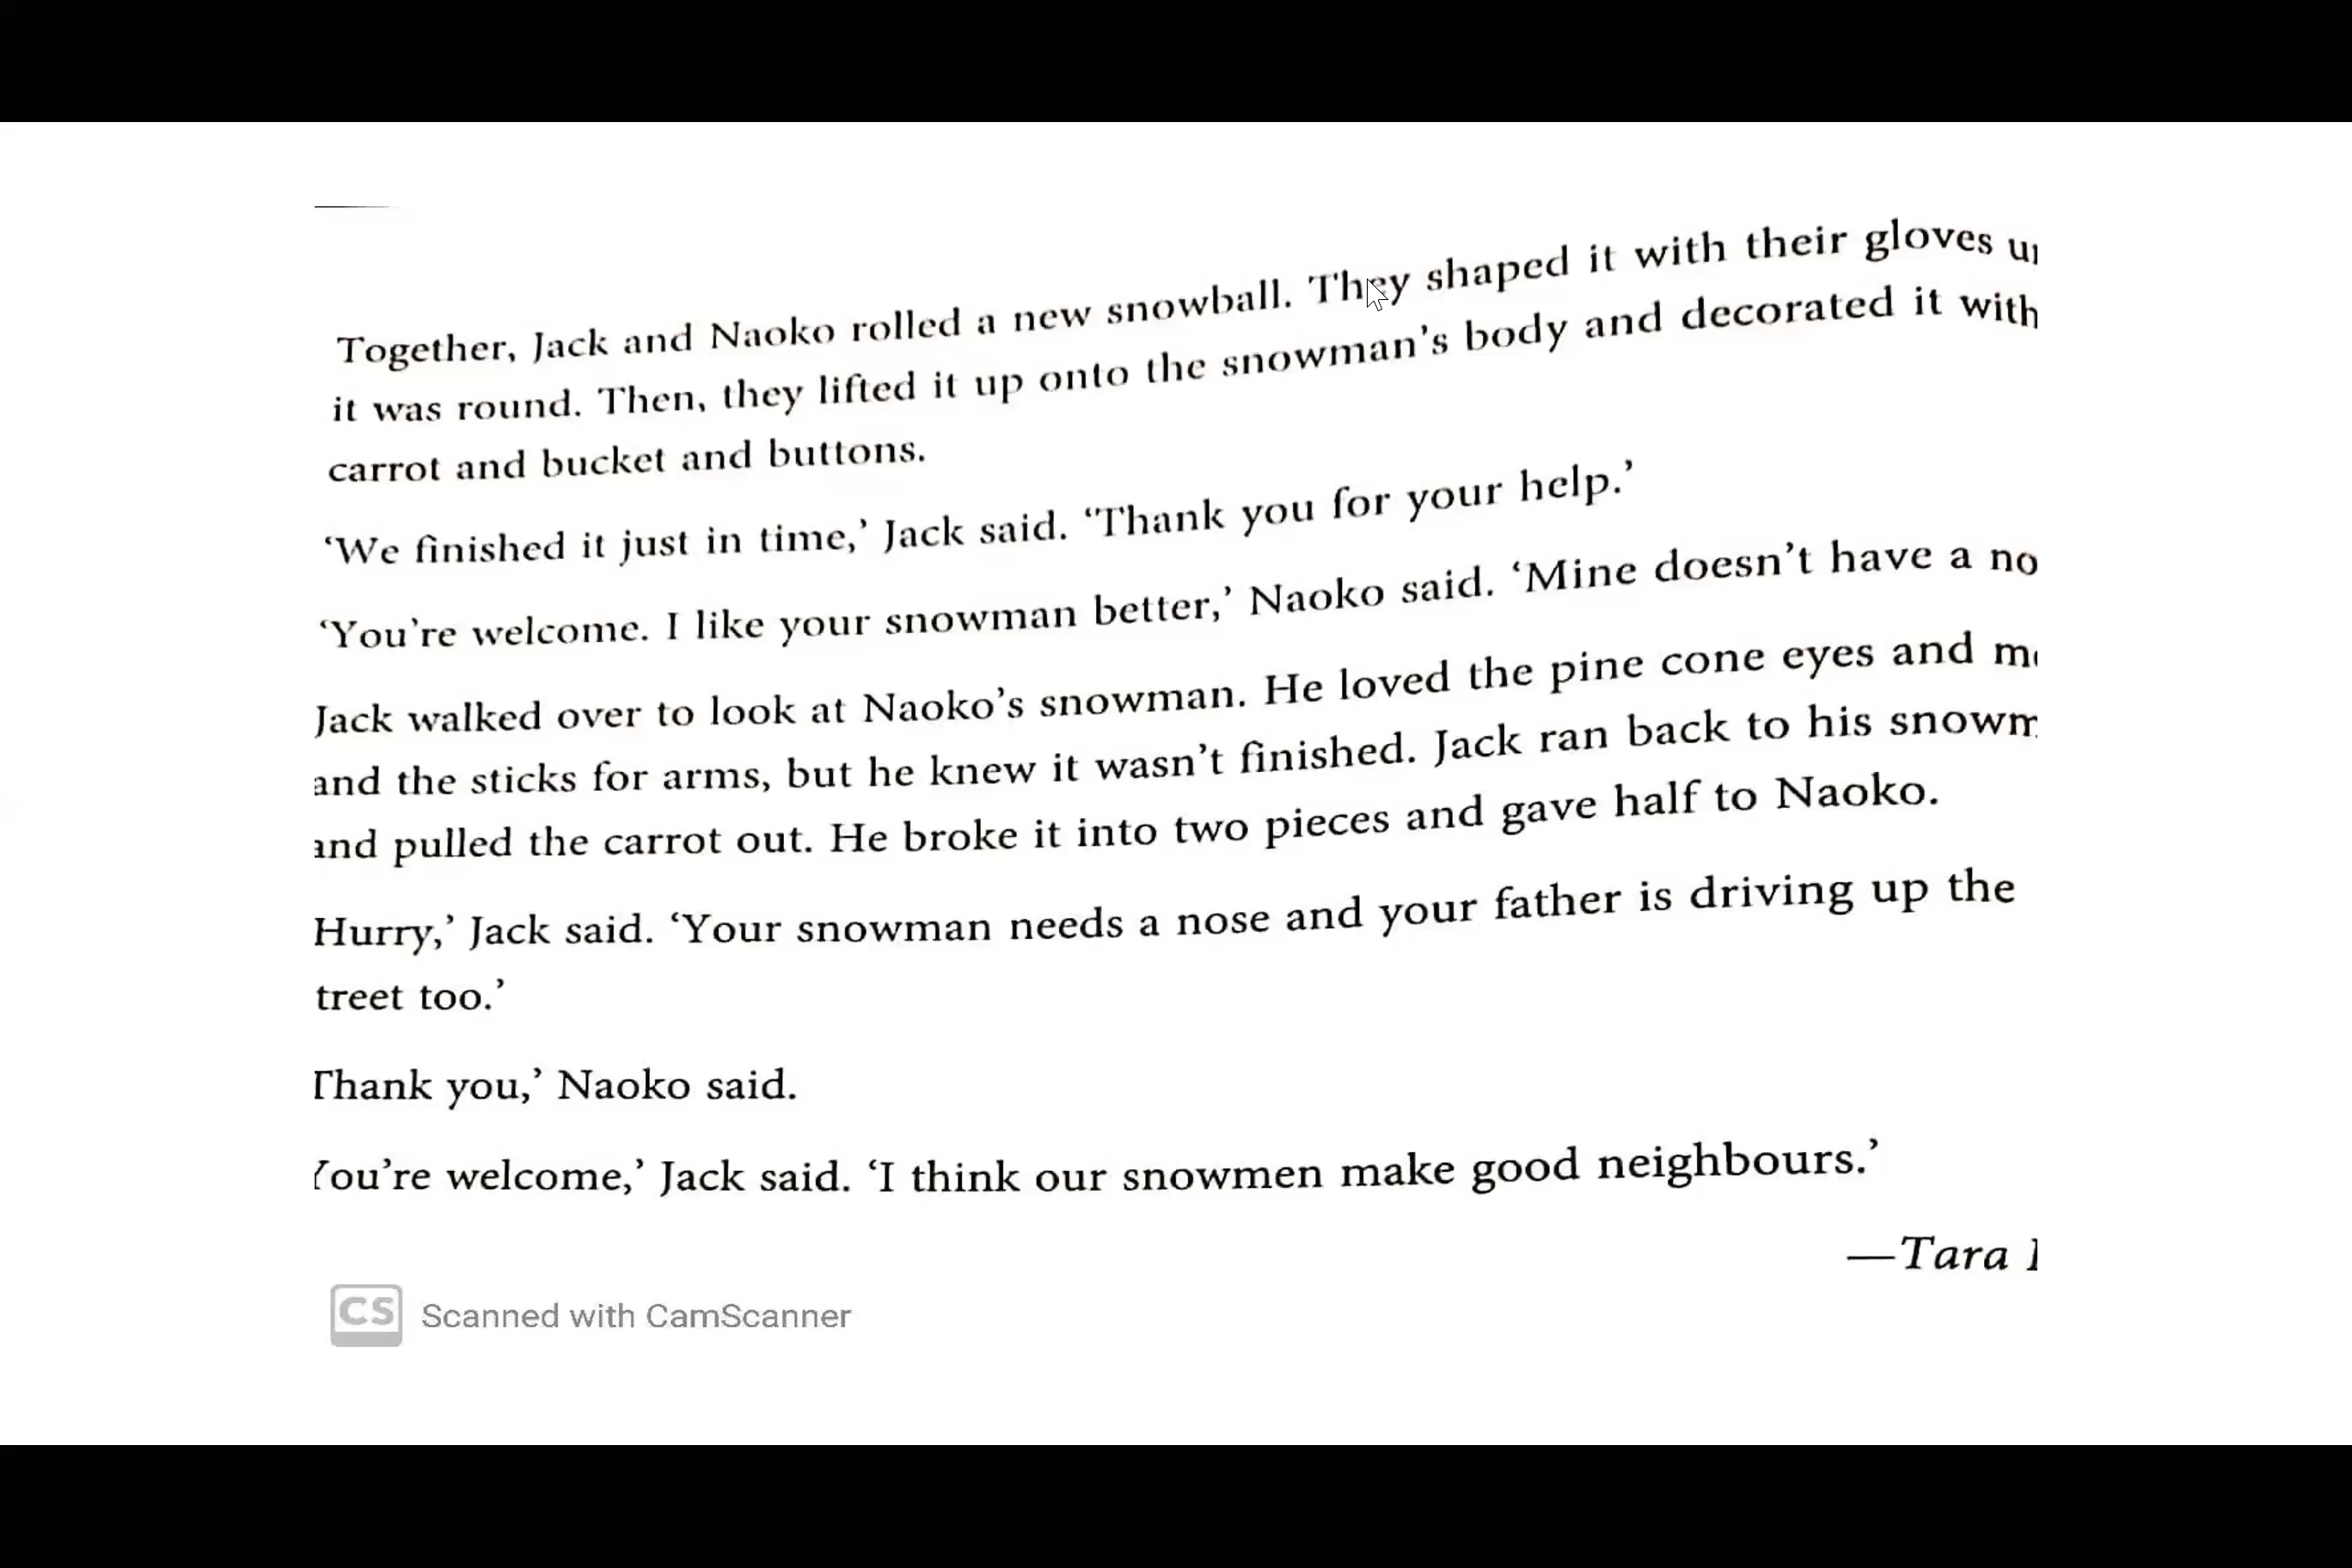 Together, Jack and Naoko rolled a new snowball. They shaped it with their gloves
it was round. Then, they lifted it up onto the snowman's body and decorated it with
carrot and bucket and buttons.
‘We finished it just in time,’ Jack said. ‘Thank you for your help.’
‘You're welcome. I like your snowman better,’ Naoko said. ‘Mine doesn't have a
Jack walked over to look at Naoko's snowman. He loved the pine cone eyes and
and the sticks for arms, but he knew it wasn't finished. Jack ran back to his
and pulled the carrot out. He broke it into two pieces and gave half to Naoko.
Hurry,’ Jack said. ‘Your snowman needs a nose and your father is driving up the
treet too.’
Thank you,’ Naoko said.
You're welcome,’ Jack said. ‘I think our snowmen make good neighbours.’
—Tara
CS Scanned with CamScanner